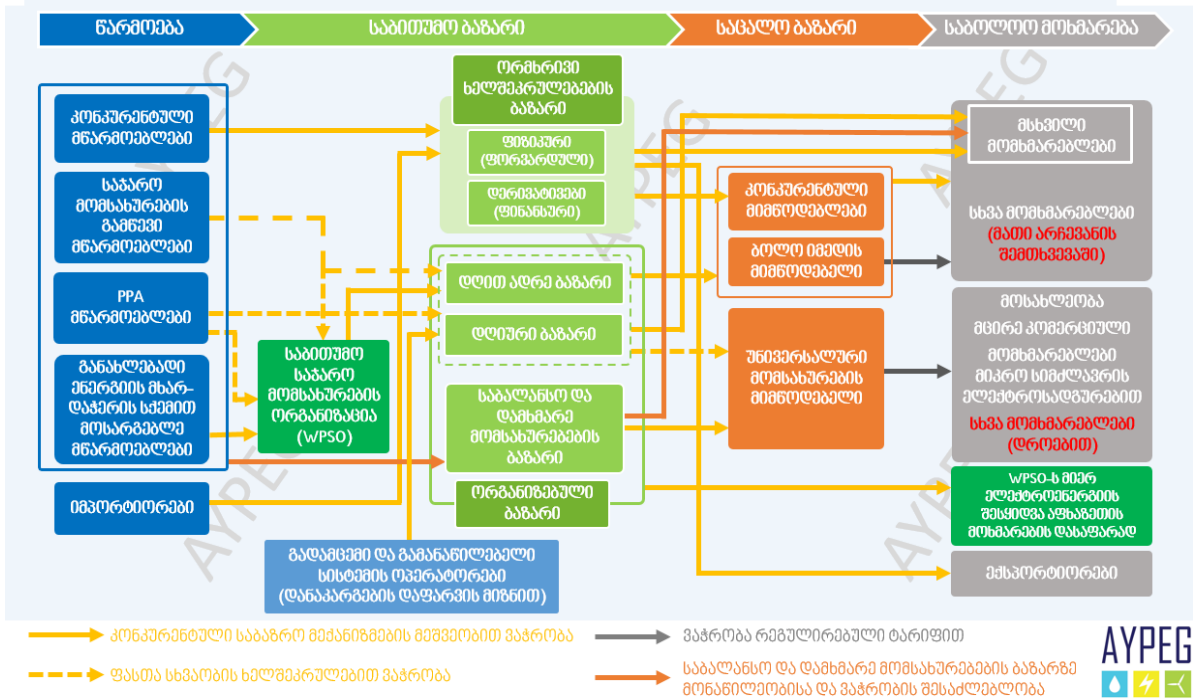 წარმოება
საბითუმო ბაზარი
საცალო ბაზარი
საბოლოო მოხმარება
კონკურენტული
მწარმოებლები
საჯარო
მომსახურების
გამწევი
მწარმოებლები
PPA
მწარმოებლები
განახლებადი
ენერგიის მხარ-
დაჭერის სქემით
მოსარგებლე
მწარმოებლები
იმპორტიორები
საბითუმო
საჯარო
მომსახურების
ორგანიზაცია
(WPSO)
ორმხრივი
ხელშეკრულებების
ბაზარი
ფიზიკური
(ფორვარდული)
დერივატივები
(ფინანსური)
დღით ადრე ბაზარი
დღიური ბაზარი
საბალანსო და
დამხმარე
მომსახურებების
ბაზარი
ორგანიზებული
ბაზარი
გადამცემი და გამანაწილებელი
სისტემის ოპერატორები
(დანაკარგების დაფარვის მიზნით)
კონკურენტული
მიმწოდებლები
ბოლო იმედის
მიმწოდებელი
უნივერსალური
მომსახურების
მიმწოდებელი
მსხვილი
მომხმარებლები
სხვა მომხმარებლები
(მათი არჩევანის
შემთხვევაში)
მოსახლეობა
მცირე კომერციული
მომხმარებლები
მიკრო სიმძლავრის
ელექტროსადგურებით
სხვა მომხმარებლები
(დროებით)
WPSO-ს მიერ
ელექტროენერგიის
შესყიდვა აფხაზეთის
მოხმარების დასაფარად
ექსპორტიორები
კონკურენტული საბაზრო მექანიზმების მეშვეობით ვაჭრობა
ფასთა სხვაობის ხელშეკრულებით ვაჭრობა
ვაჭრობა რეგულირებული ტარიფით
საბალანსო და დამხმარე მომსახურებების ბაზარზე
მონაწილეობისა და ვაჭრობის შესაძლებლობა
AYPEG
AYPEG
AYPEG
AYPEG
AYPEG
AYPEG